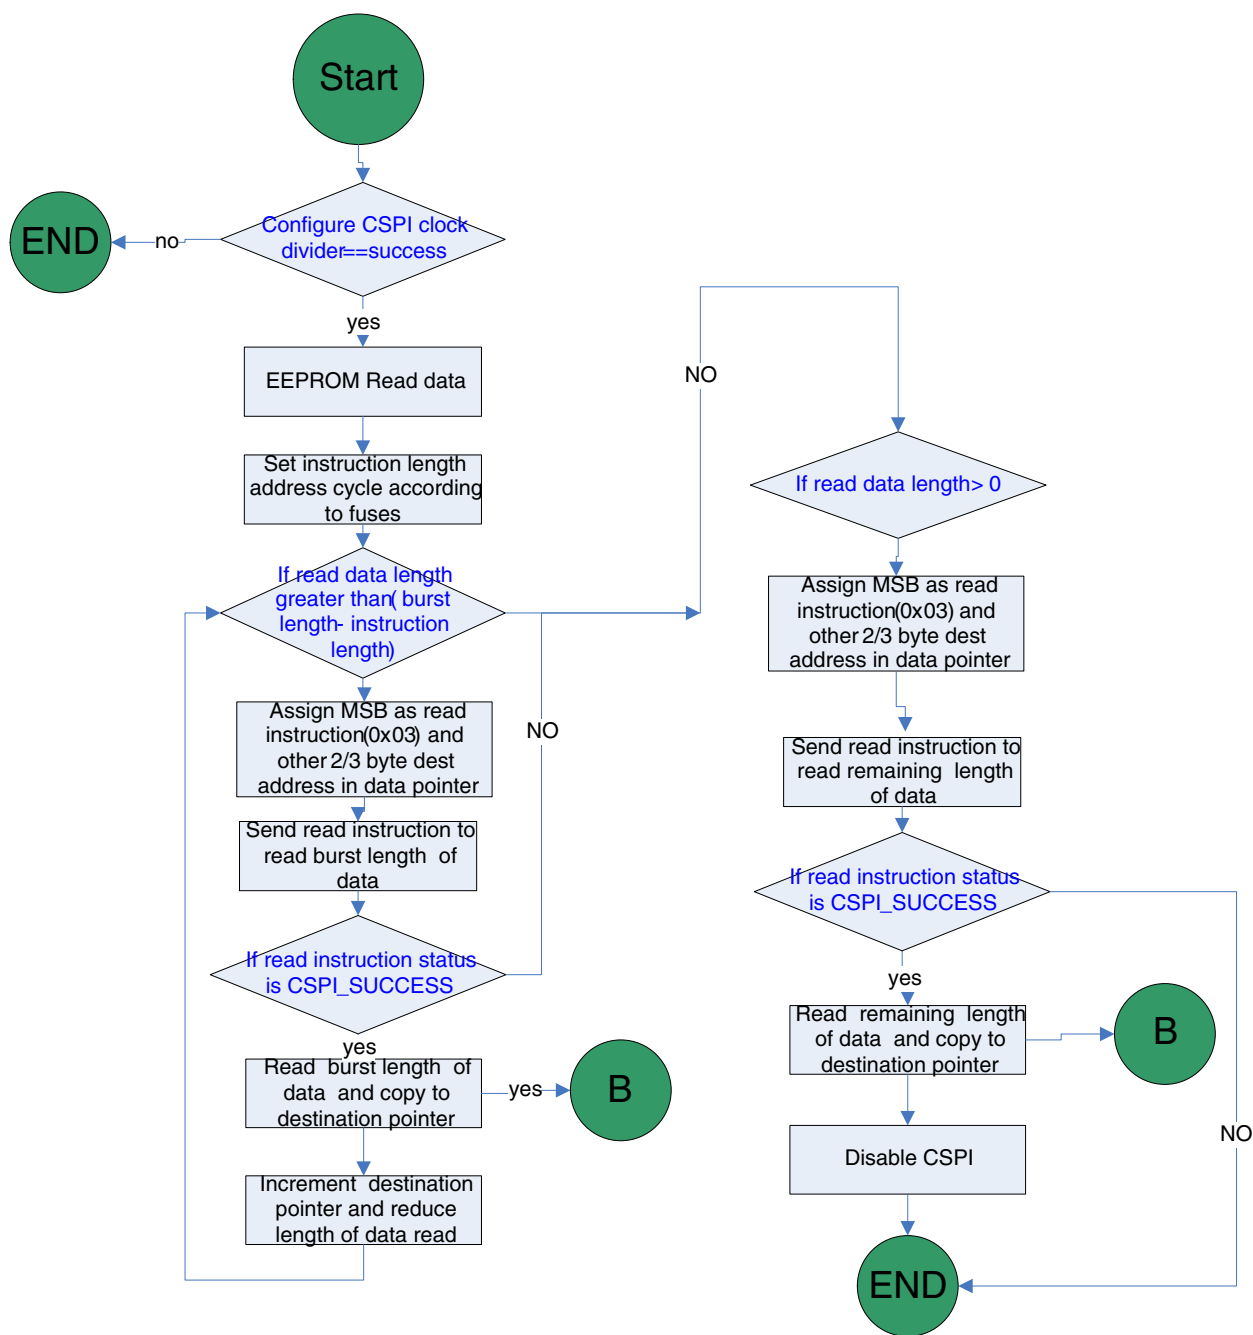 Start
Configure CSPI clock
divider==success
no
END
yes
EEPROM Read data
Set instruction length
address cycle according
to fuses
If read data length
greater than( burst
length- instruction
length)
Assign MSB as read
instruction(0x03) and
other 2/3 byte dest
address in data pointer
Send read instruction to
read burst length of
data
If read instruction status
is CSPI_SUCCESS
NO
yes
Read burst length of
data and copy to
destination pointer
yes
B
Increment destination
pointer and reduce
length of data read
NO
If read data length> 0
Assign MSB as read
instruction(0x03) and
other 2/3 byte dest
address in data pointer
Send read instruction to
read remaining length
of data
If read instruction status
is CSPI_SUCCESS
yes
Read remaining length
of data and copy to
destination pointer
B
Disable CSPI
NO
END